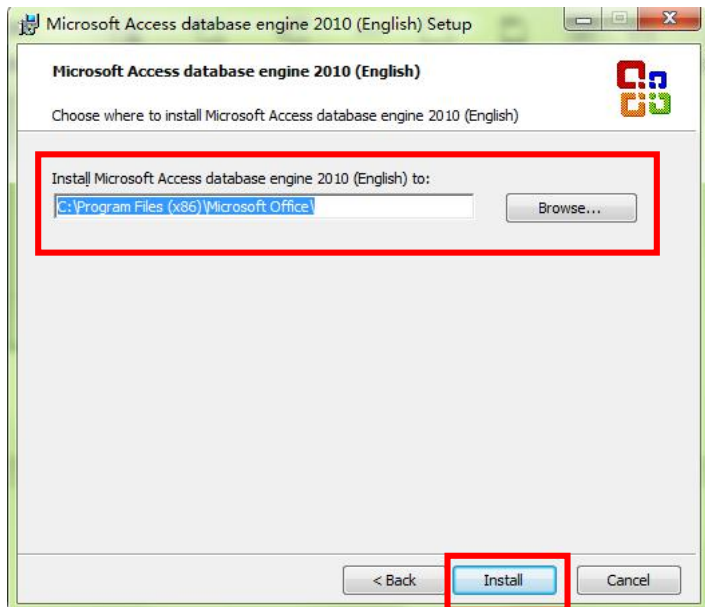 Microsoft Access database engine 2010 (English) Setup
Microsoft Access database engine 2010 (English)
Choose where to install Microsoft Access database engine 2010 (English)
Install Microsoft Access database engine 2010 (English) to:
C:\Program Files (x86)\Microsoft Office\
Browse...
< Back
Install
Cancel